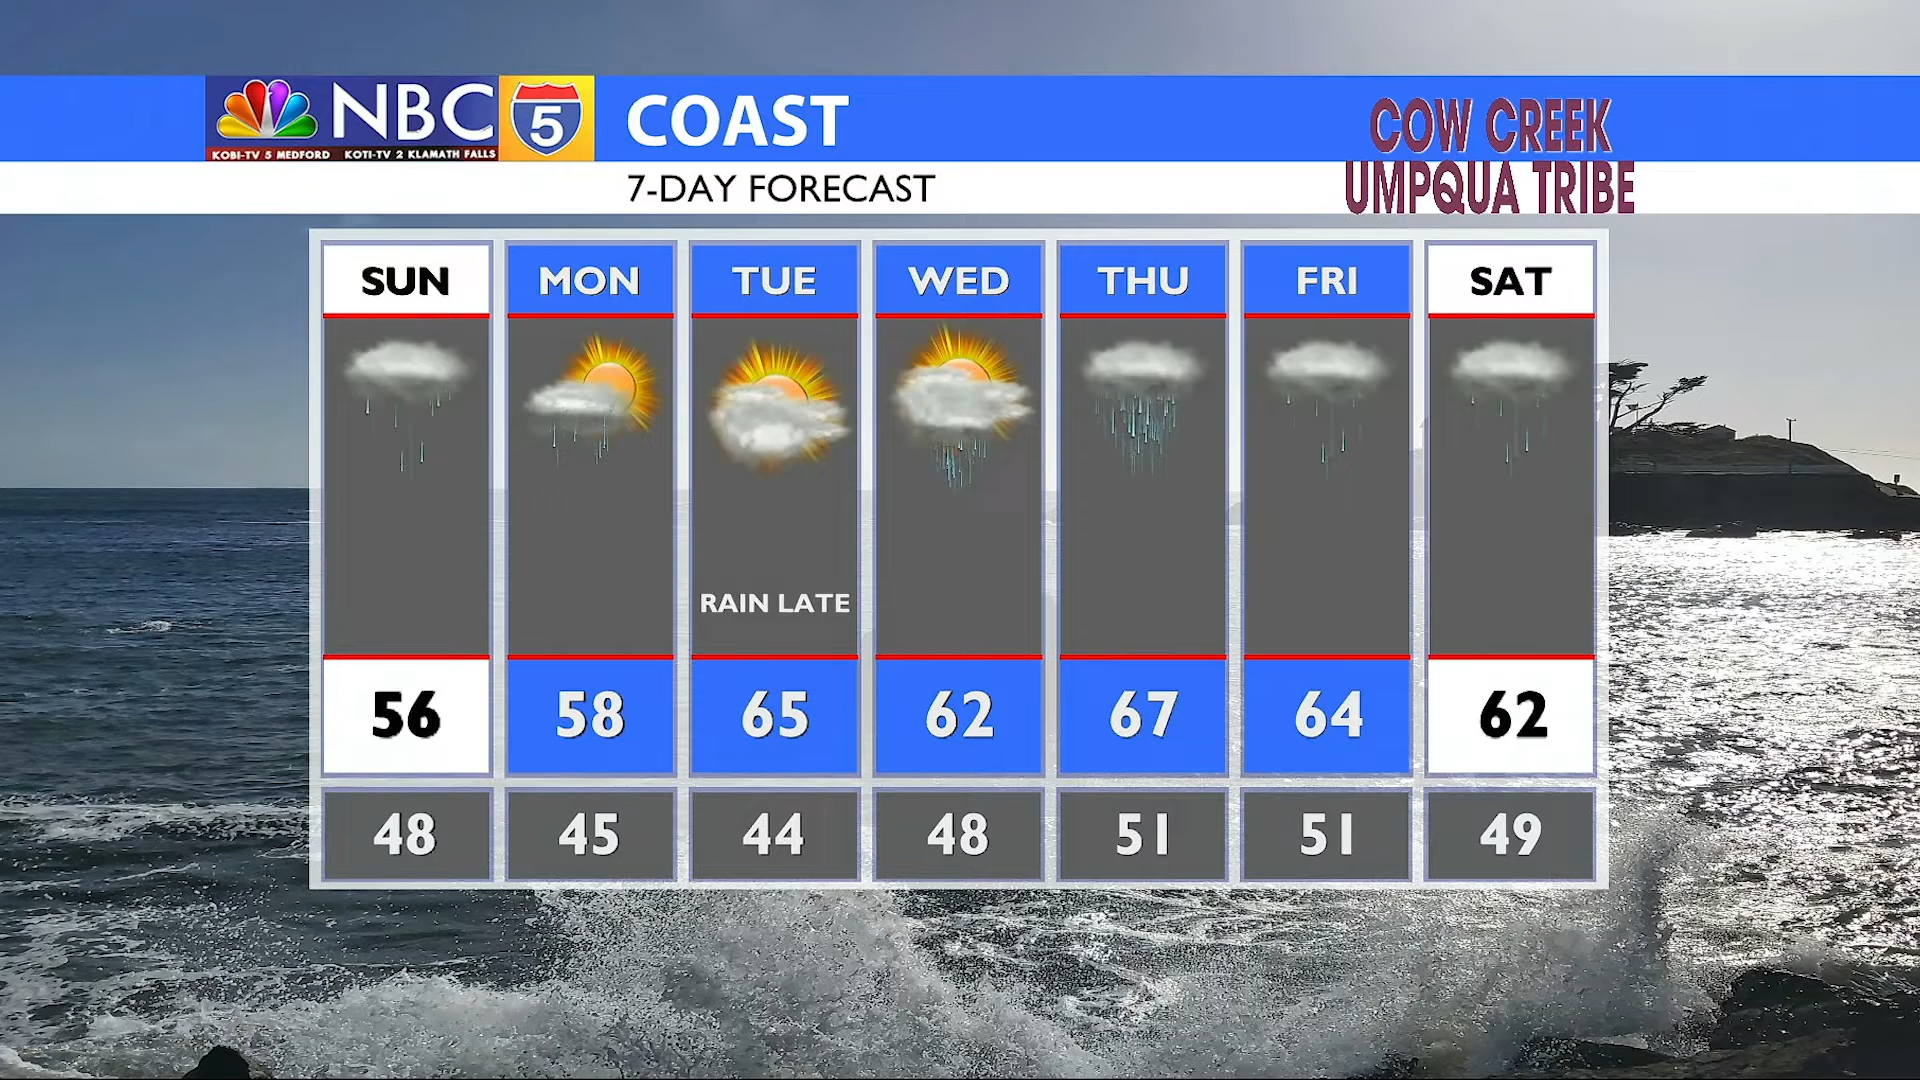 NBC 5
KOBI-TV 5 MEDFORD KOTI-TV 2 KLAMATH FALLS
COAST
7-DAY FORECAST
COW CREEK
UMPQUA TRIBE
SUN MON TUE WED THU FRI SAT
RAIN LATE
56 58 65 62 67 64 62
48 45 44 48 51 51 49